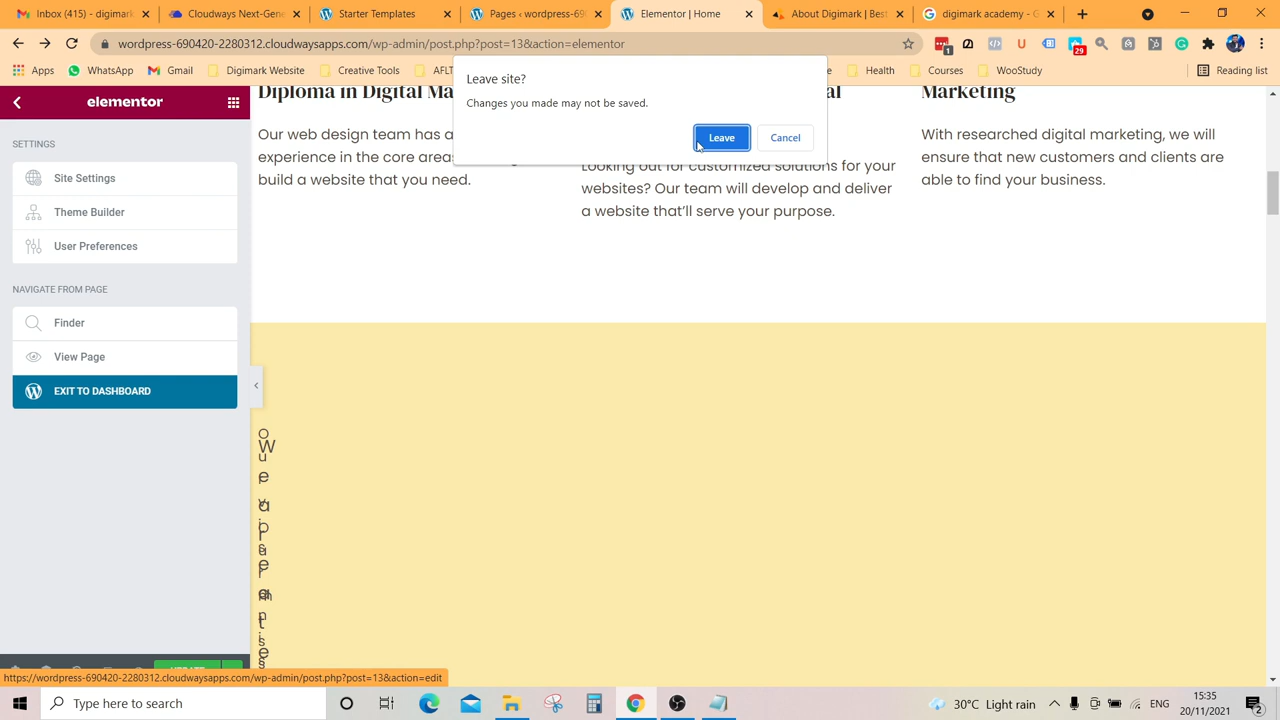 Inbox (441) - digimark
Cloudways Next-Gene
Starter Templates
Pages ‹ wordpress-69
Elementor | Home
About Digimark | Best
digimark academy - G
wordpress-690420-2280312.cloudwaysapps.com/wp-admin/post.php?post=13&action=elementor
1
29
Apps
WhatsApp
Gmail
Digimark Website
Creative Tools
AFLT
Health
Courses
WooStudy
Reading list
Leave site?
Changes you made may not be saved.
Leave
Cancel
elementor
SETTINGS
Site Settings
Theme Builder
User Preferences
NAVIGATE FROM PAGE
Finder
View Page
EXIT TO DASHBOARD
Diploma in Digital Ma
Our web design team has a
experience in the core areas
build a website that you need.
al
Looking out for customized solutions for your
websites? Our team will develop and deliver
a website that'll serve your purpose.
Marketing
With researched digital marketing, we will
ensure that new customers and clients are
able to find your business.
https://wordpress-690420-2280312.cloudwaysapps.com/wp-admin/post.php?post=13&action=edit
Type here to search
30°C Light rain
ENG
15:35
20/11/2021
2